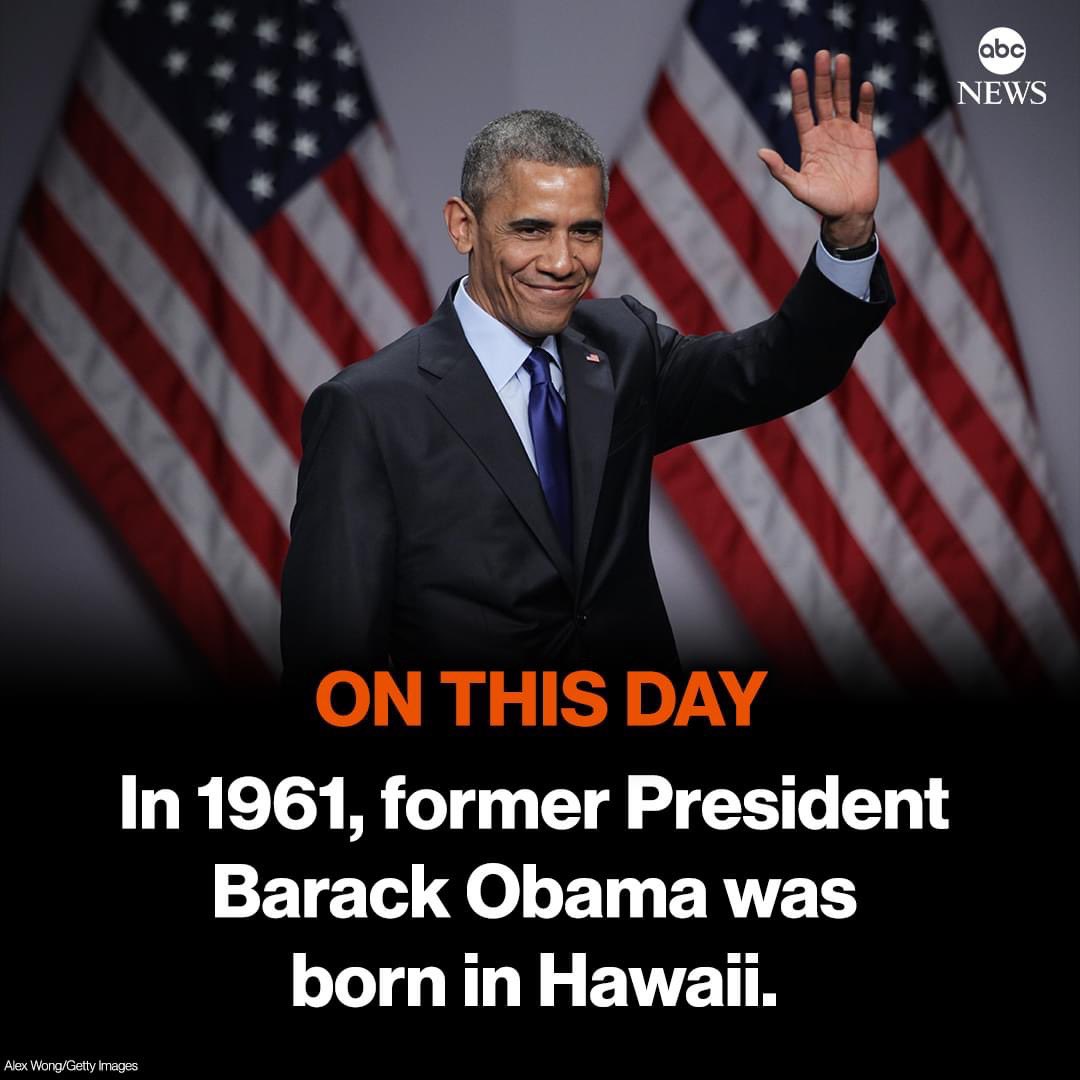 abc
NEWS
ON THIS DAY
In 1961, former President
Barack Obama was
born in Hawaii.
Alex Wong/Getty Images